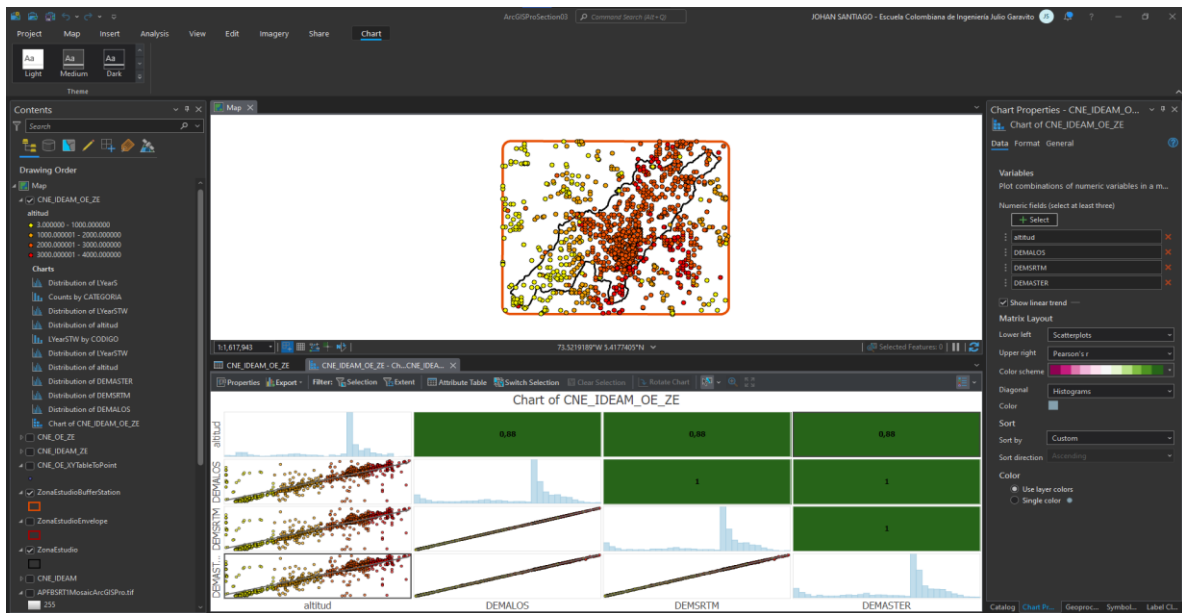 ArcGISProSection03
Command Search (Alt+Q)
JOHAN SANTIAGO - Escuela Colombiana de Ingeniería Julio Garavito
JS
?
Project Map Insert Analysis View Edit Imagery Share Chart
Aa Aa Aa
Light Medium Dark
Theme
Contents
Search
Drawing Order
Map
CNE_IDEAM_OE_ZE
altitud
3.000000 - 1000.000000
1000.000001 - 2000.000000
2000.000001 - 3000.000000
3000.000001 - 4000.000000
Charts
Distribution of LYearS
Counts by CATEGORIA
Distribution of LYearSTW
Distribution of altitud
LYearSTW by CODIGO
Distribution of LYearSTW
Distribution of altitud
Distribution of DEMASTER
Distribution of DEMSRTM
Distribution of DEMALOS
Chart of CNE_IDEAM_OE_ZE
CNE_OE_ZE
CNE_IDEAM_ZE
CNE_OE_XYTableToPoint
ZonaEstudioBufferStation
ZonaEstudioEnvelope
ZonaEstudio
CNE_IDEAM
APFBSRT1MosaicArcGISPro.tif
255
Map
1:1,617,943
73.5219189°W 5.4177405°N
Selected Features: 0
CNE_IDEAM_OE_ZE CNE_IDEAM_OE_ZE - Ch...CNE_IDEA...
Properties Export Filter: Selection Extent Attribute Table Switch Selection Clear Selection Rotate Chart
Chart of CNE_IDEAM_OE_ZE
altitud
0,88 0,88 0,88
DEMALOS
1 1
DEMSRTM
1
DEMAST...
altitud DEMALOS DEMSRTM DEMASTER
Chart Properties - CNE_IDEAM_O...
Chart of CNE_IDEAM_OE_ZE
Data Format General
Variables
Plot combinations of numeric variables in a m...
Numeric fields (select at least three)
Select
altitud
DEMALOS
DEMSRTM
DEMASTER
Show linear trend
Matrix Layout
Lower left Scatterplots
Upper right Pearson's r
Color scheme
Diagonal Histograms
Color
Sort
Sort by Custom
Sort direction Ascending
Color
Use layer colors
Single color
Catalog Chart Pr... Geoproc... Symbol... Label Cl...